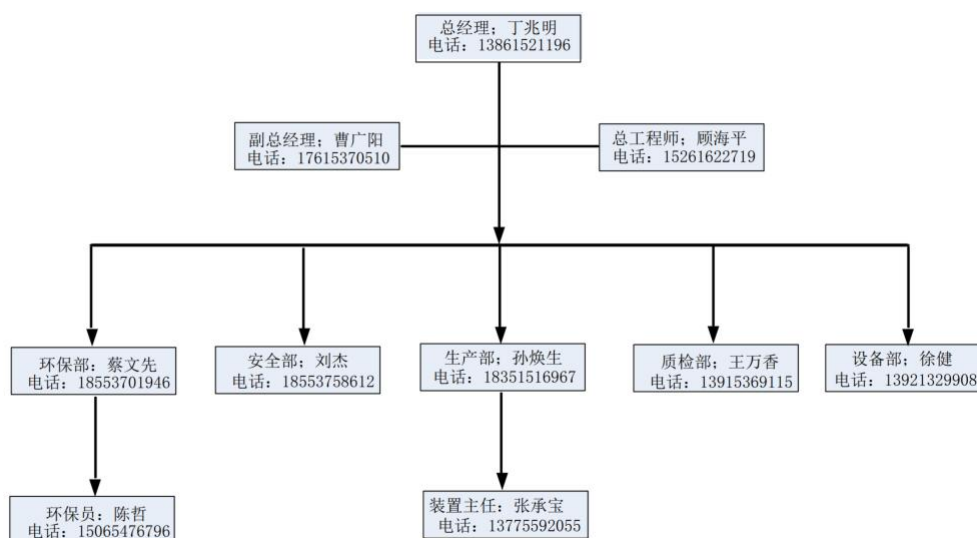 总经理；丁兆明
电话：13861521196
副总经理；曹广阳
电话：17615370510
总工程师；顾海平
电话：15261622719
环保部：蔡文先
电话：18553701946
安全部：刘杰
电话：18553758612
生产部：孙焕生
电话：18351516967
质检部：王万香
电话：13915369115
设备部：徐健
电话：13921329908
环保员：陈哲
电话：15065476796
装置主任：张承宝
电话：13775592055